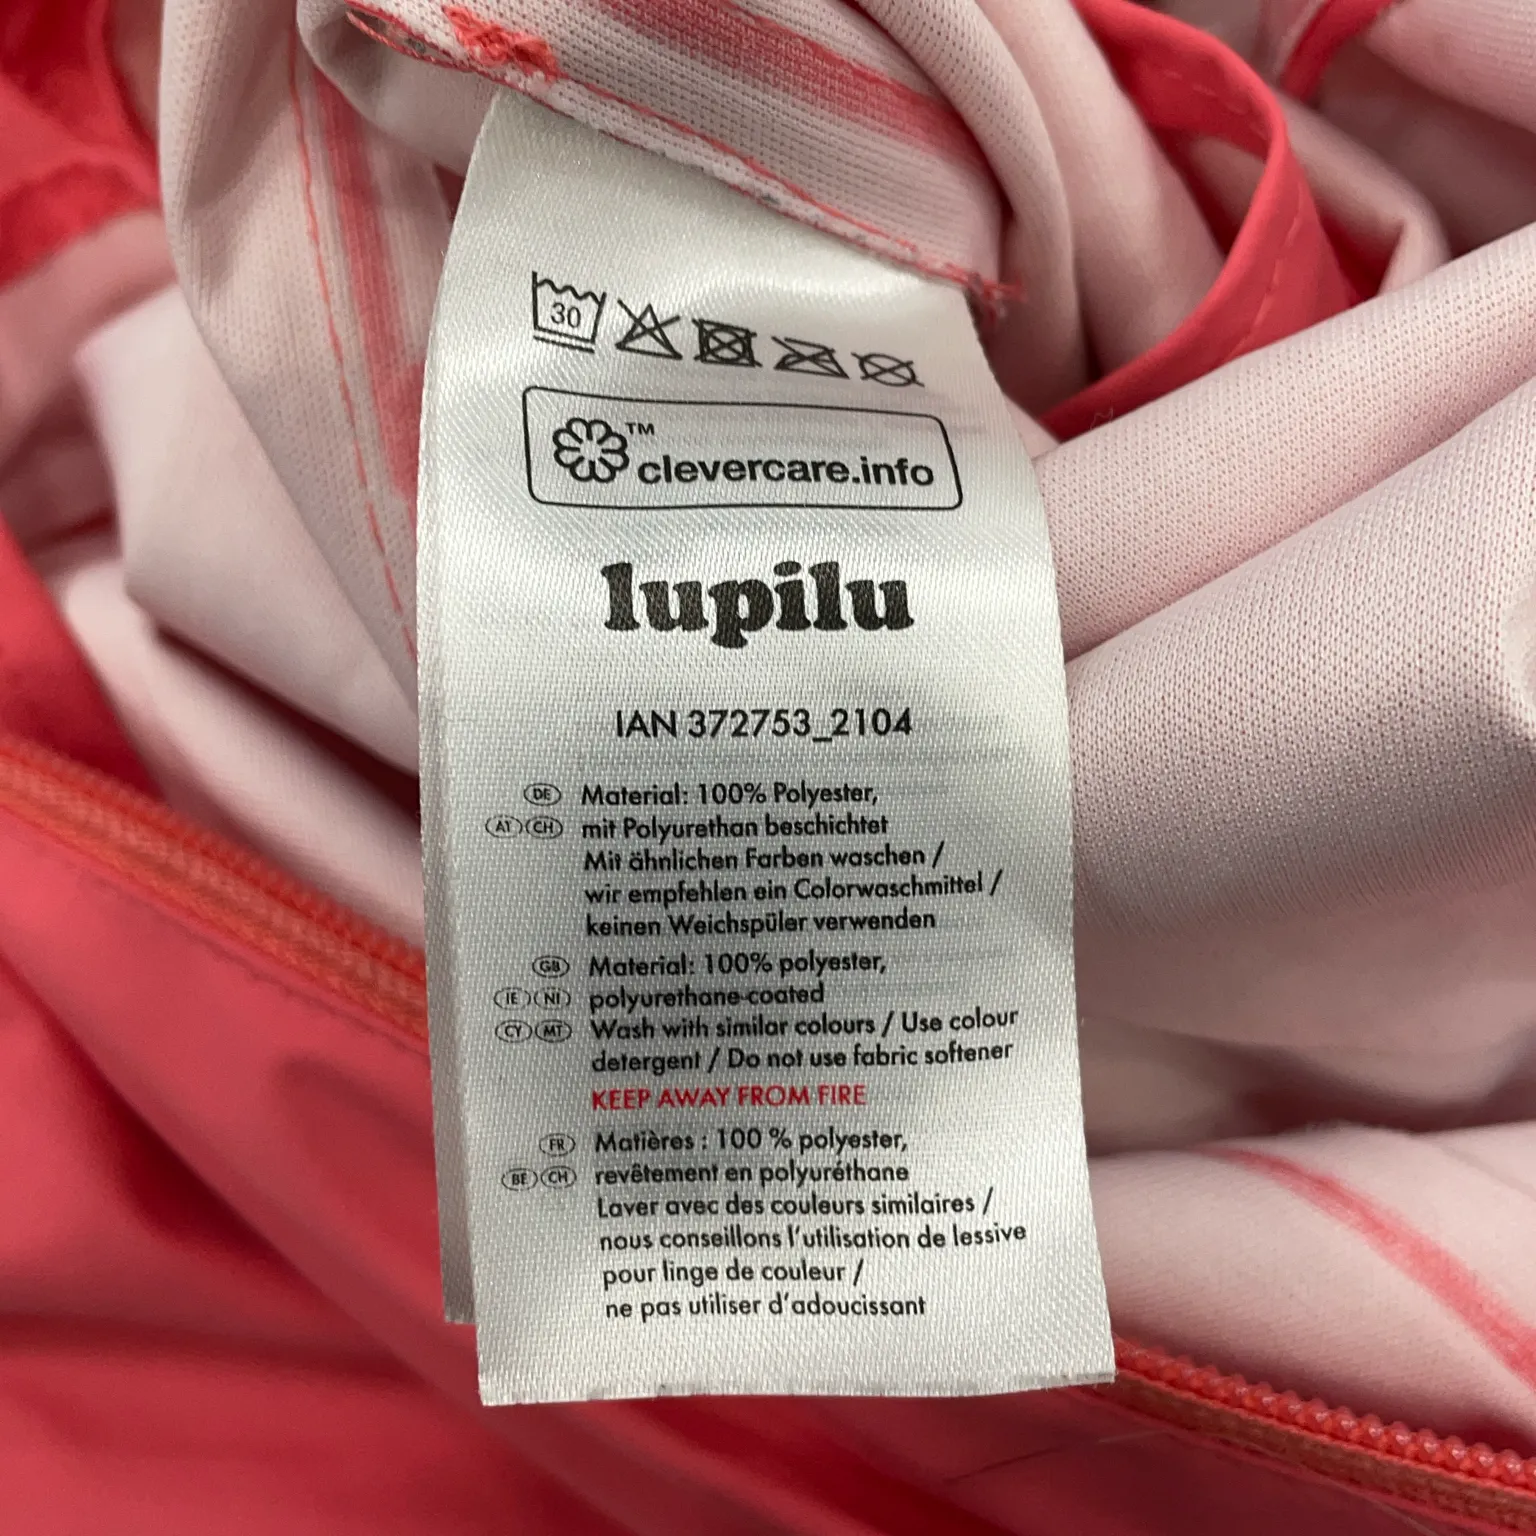 30
™
clevercare.info
lupilu
IAN 372753_2104
DE Material: 100% Polyester,
AT CH mit Polyurethan beschichtet
Mit ähnlichen Farben waschen /
wir empfehlen ein Colorwaschmittel /
keinen Weichspüler verwenden
GB Material: 100% polyester,
IE NI polyurethane-coated
CY MT Wash with similar colours / Use colour
detergent / Do not use fabric softener
KEEP AWAY FROM FIRE
FR Matières : 100 % polyester,
BE CH revêtement en polyuréthane
Laver avec des couleurs similaires /
nous conseillons l'utilisation de lessive
pour linge de couleur /
ne pas utiliser d'adoucissant